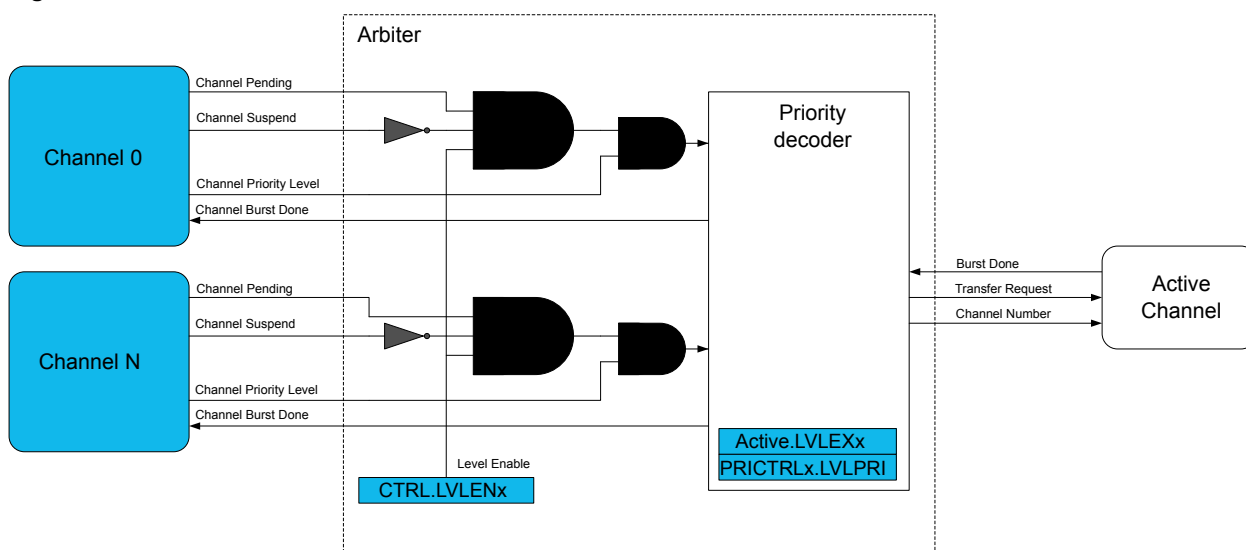 Arbiter
Channel Pending
Channel Suspend
Channel 0
Channel Priority Level
Channel Burst Done
Priority
decoder
Channel Pending
Channel Suspend
Channel N
Channel Priority Level
Channel Burst Done
Burst Done
Transfer Request
Channel Number
Active
Channel
Level Enable
CTRL.LVLENx
Active.LVLEXx
PRICTRLx.LVLPRI